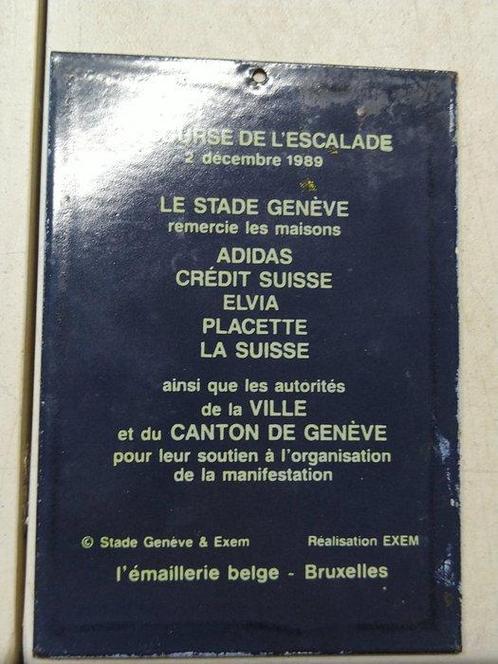 DE L'ESCALADE
2 décembre 1989
LE STADE GENÈVE
remercie les maisons
ADIDAS
CRÉDIT SUISSE
ELVIA
PLACETTE
LA SUISSE
ainsi que les autorités
de la VILLE
et du CANTON DE GENÈVE
pour leur soutien à l'organisation
de la manifestation
© Stade Genève & Exem Réalisation EXEM
l'émaillerie belge - Bruxelles